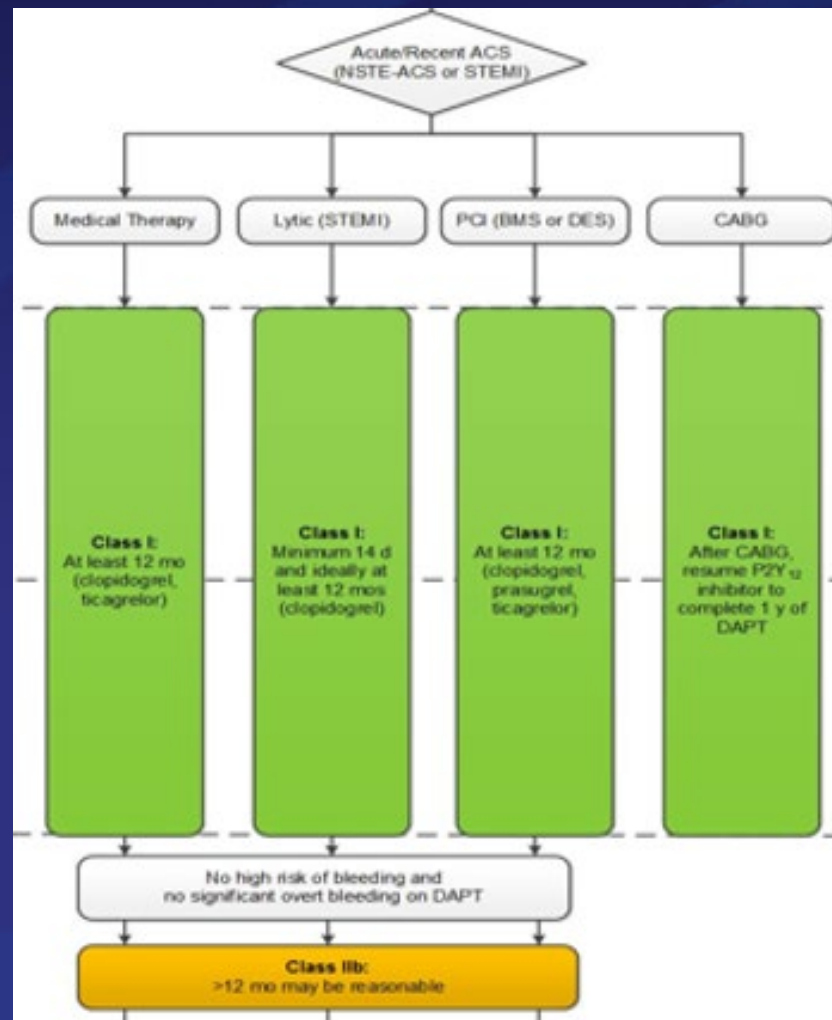 Acute/Recent ACS
(NSTE-ACS or STEMI)
Medical Therapy
Lytic (STEMI)
PCI (BMS or DES)
CABG
Class I:
At least 12 mo
(clopidogrel,
ticagrelor)
Class I:
Minimum 14 d
and ideally at
least 12 mos
(clopidogrel)
Class I:
At least 12 mo
(clopidogrel,
prasugrel,
ticagrelor)
Class I:
After CABG,
resume P2Y₁₂
inhibitor to
complete 1 y of
DAPT
No high risk of bleeding and
no significant overt bleeding on DAPT
Class IIb:
>12 mo may be reasonable